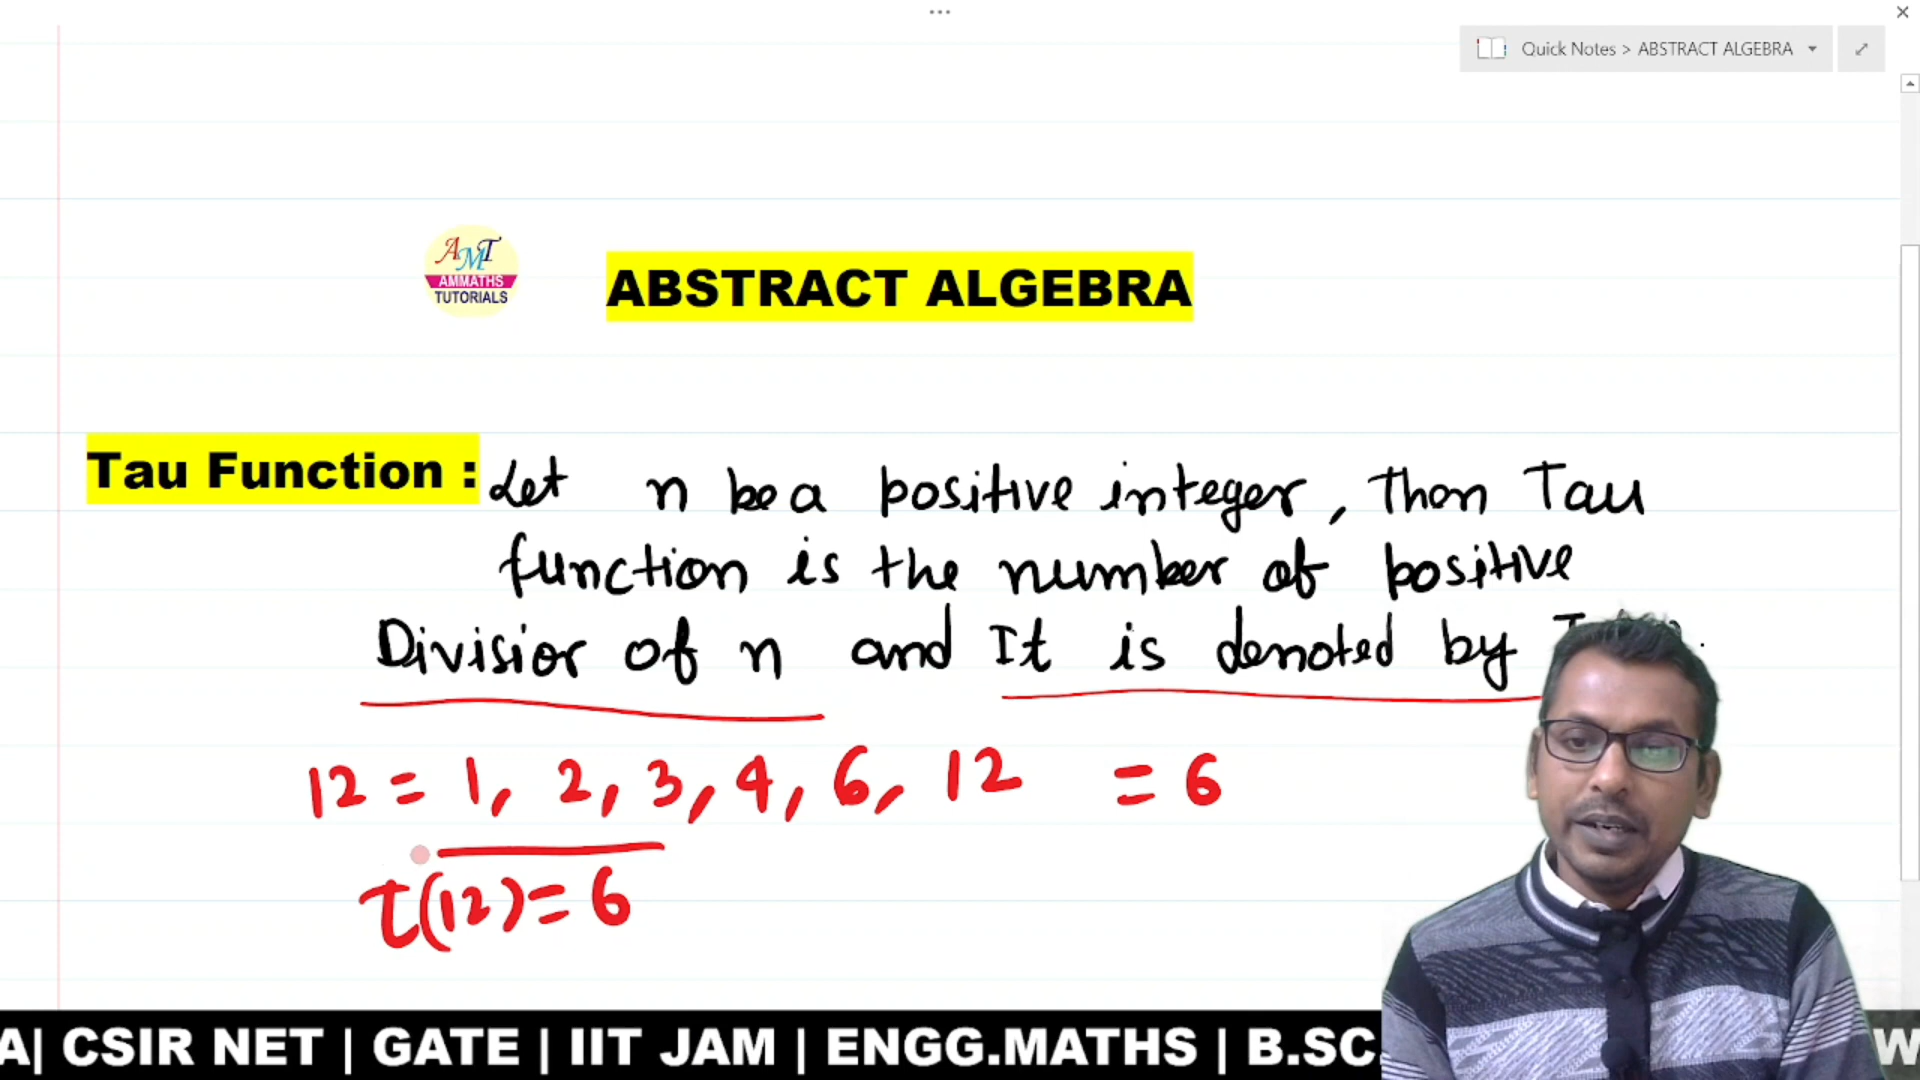 Quick Notes > ABSTRACT ALGEBRA
AMT
AMMATHS
TUTORIALS
ABSTRACT ALGEBRA
Tau Function : Let n be a positive integer, Then Tau
function is the number of positive
Divisior of n and It is denoted by
12 = 1, 2, 3, 4, 6, 12 = 6
τ(12) = 6
A| CSIR NET | GATE | IIT JAM | ENGG.MATHS | B.SC. W